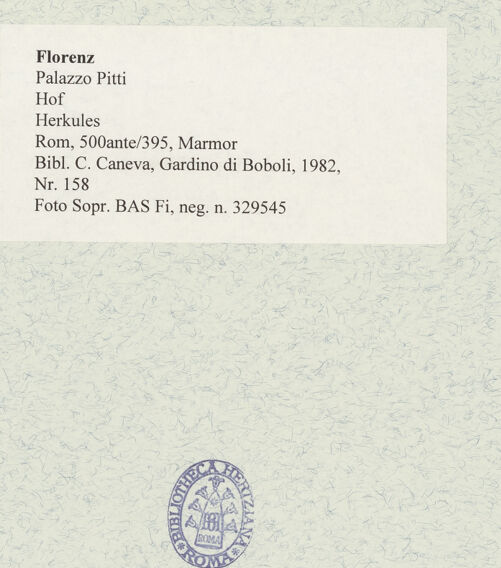 Florenz
Palazzo Pitti
Hof
Herkules
Rom, 500ante/395, Marmor
Bibl. C. Caneva, Gardino di Boboli, 1982,
Nr. 158
Foto Sopr. BAS Fi, neg. n. 329545
BIBLIOTHECA HERTZIANA
ROMA
ROMA